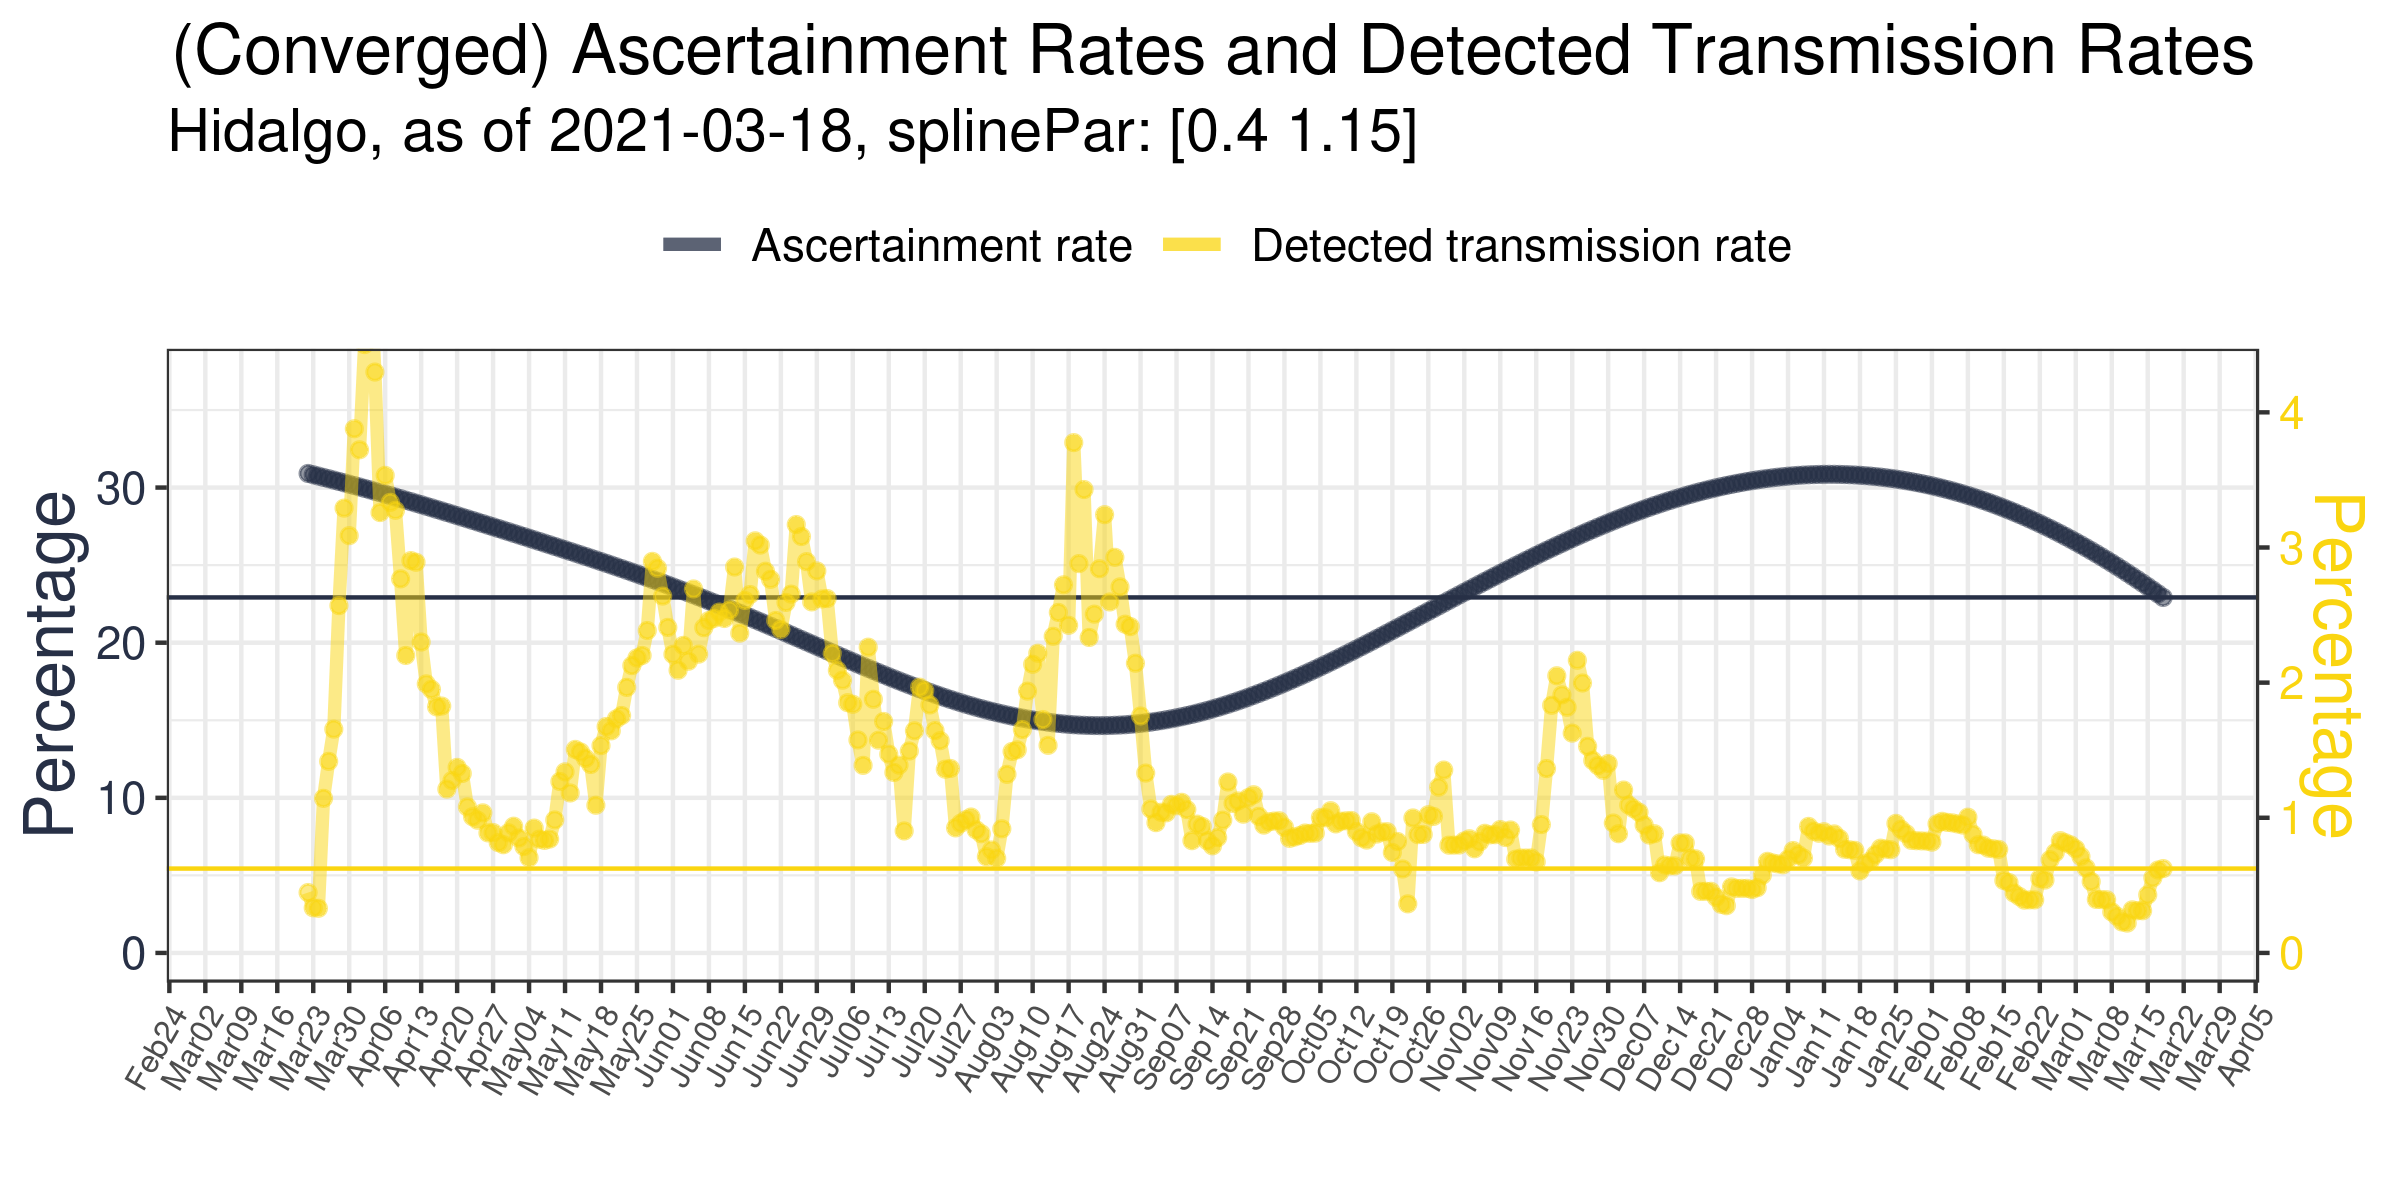 (Converged) Ascertainment Rates and Detected Transmission Rates
Hidalgo, as of 2021-03-18, splinePar: [0.4 1.15]
Ascertainment rate
Detected transmission rate
Percentage
30
20
10
0
4
3
2
1
0
Percentage
Feb24
Mar02
Mar09
Mar16
Mar23
Mar30
Apr06
Apr13
Apr20
Apr27
May04
May11
May18
May25
Jun01
Jun08
Jun15
Jun22
Jun29
Jul06
Jul13
Jul20
Jul27
Aug03
Aug10
Aug17
Aug24
Aug31
Sep07
Sep14
Sep21
Sep28
Oct05
Oct12
Oct19
Oct26
Nov02
Nov09
Nov16
Nov23
Nov30
Dec07
Dec14
Dec21
Dec28
Jan04
Jan11
Jan18
Jan25
Feb01
Feb08
Feb15
Feb22
Mar01
Mar08
Mar15
Mar22
Mar29
Apr05